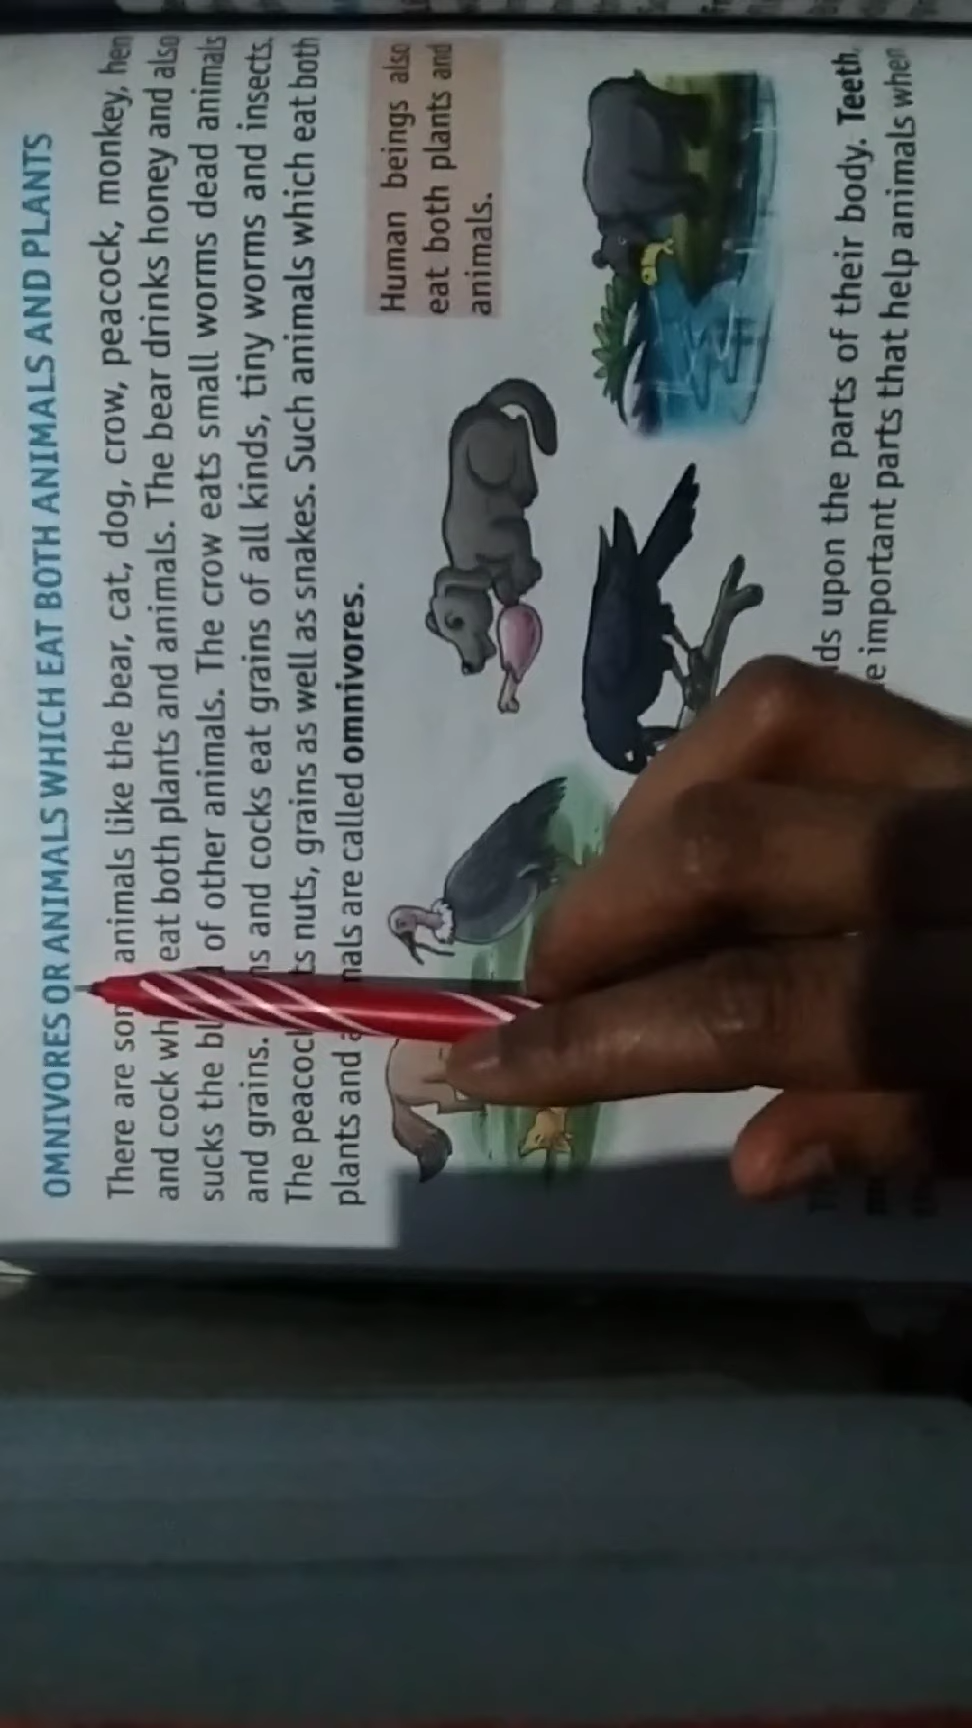 OMNIVORES OR ANIMALS WHICH EAT BOTH ANIMALS AND PLANTS
There are som animals like the bear, cat, dog, crow, peacock, monkey, hen
and cock wh eat both plants and animals. The bear drinks honey and also
sucks the bl of other animals. The crow eats small worms dead animals
and grains. ns and cocks eat grains of all kinds, tiny worms and insects.
The peacoc ts nuts, grains as well as snakes. Such animals which eat both
plants and a mals are called omnivores.
Human beings also
eat both plants and
animals.
ds upon the parts of their body. Teeth,
e important parts that help animals when